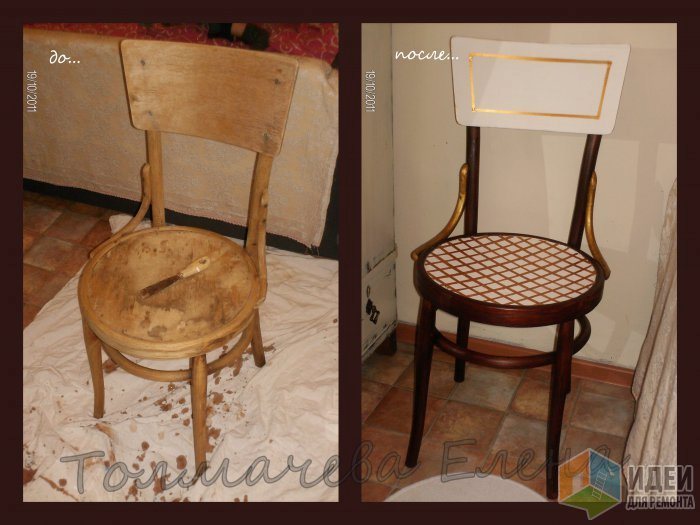 до...
19/10/2011
после...
19/10/2011
Толмачева Елена
ИДЕИ
ДЛЯ РЕМОНТА